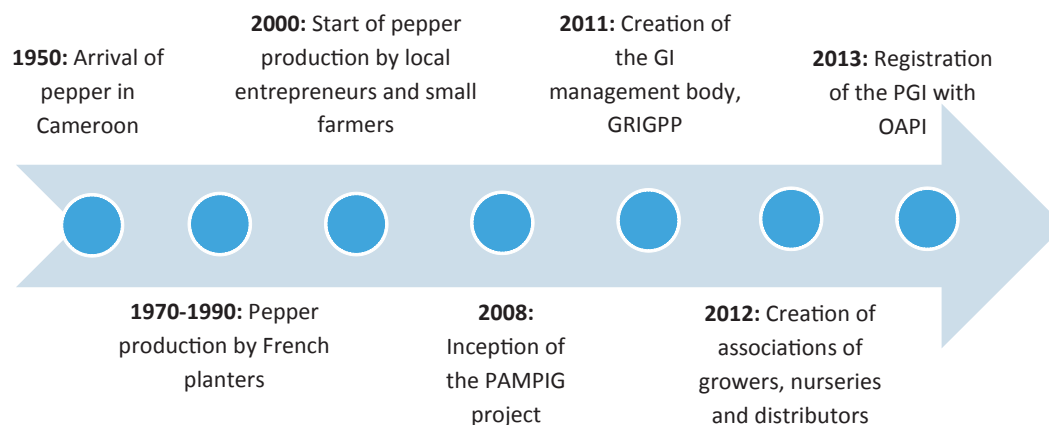 1950: Arrival of
pepper in
Cameroon
1970-1990: Pepper
production by French
planters
2000: Start of pepper
production by local
entrepreneurs and small
farmers
2008:
Inception of
the PAMPIG
project
2011: Creation of
the GI
management body,
GRIGPP
2012: Creation of
associations of
growers, nurseries
and distributors
2013: Registration
of the PGI with
OAPI